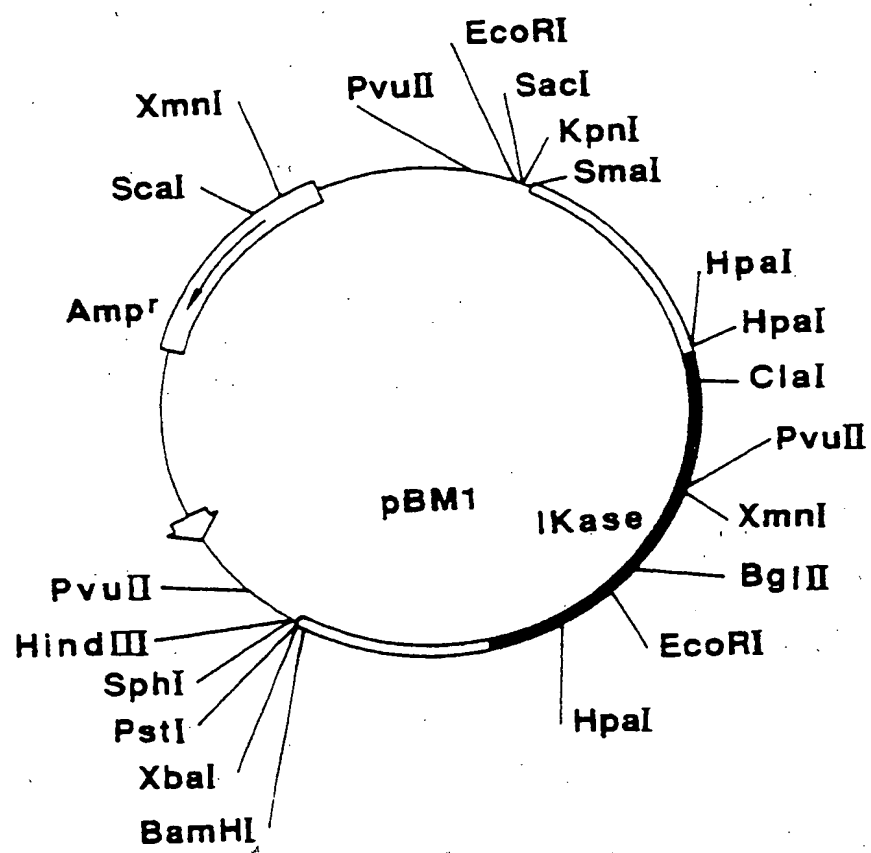 EcoRI
PvuII
SacI
XmnI
KpnI
SmaI
ScaI
HpaI
Ampr
HpaI
ClaI
PvuII
pBM1
IKase
XmnI
PvuII
BglII
HindIII
EcoRI
SphI
PstI
HpaI
XbaI
BamHI